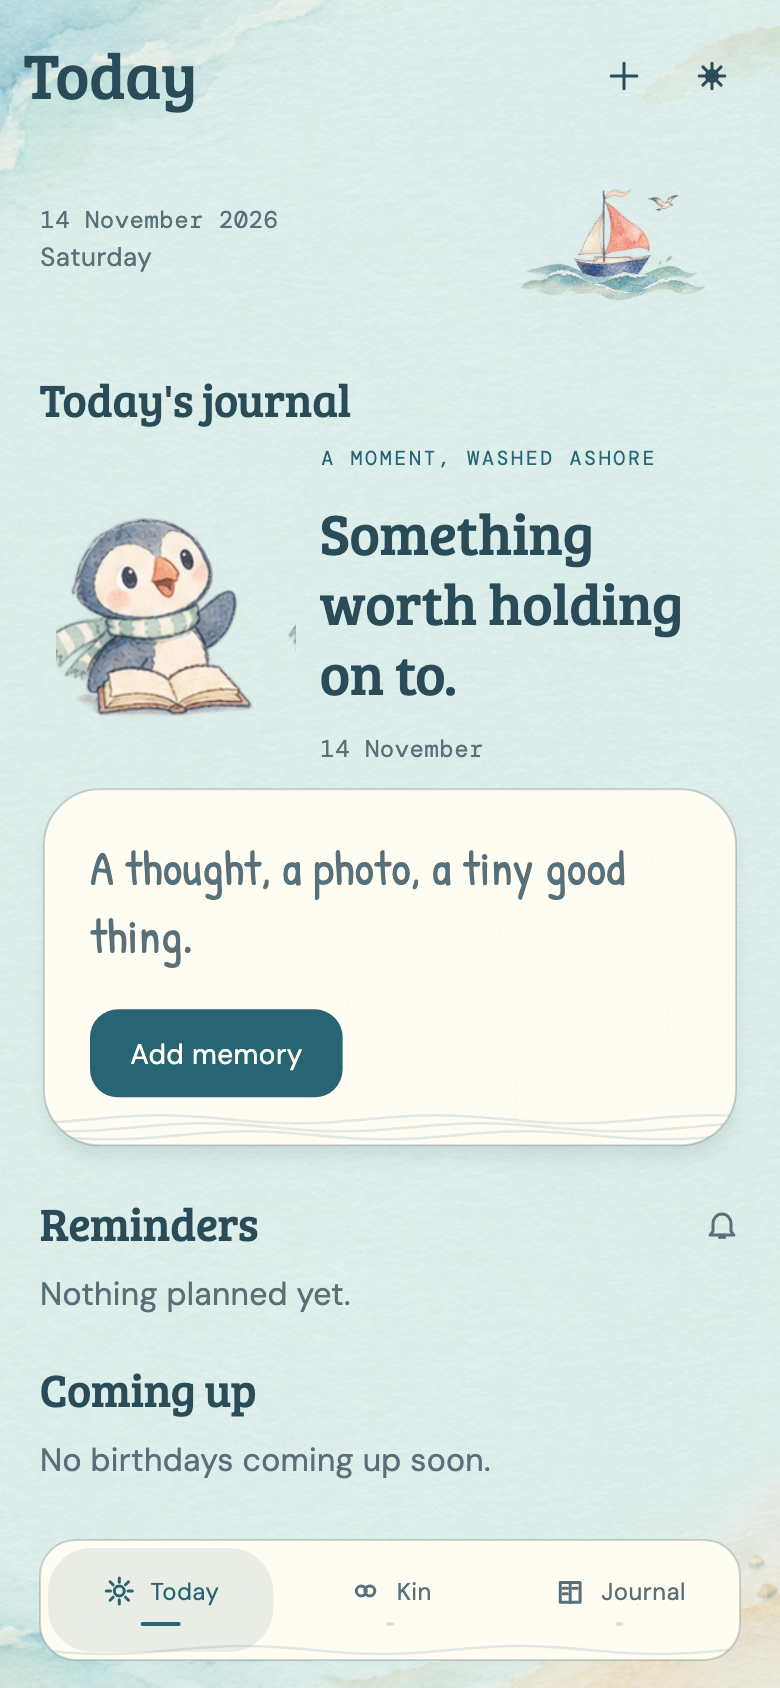 Today
14 November 2026
Saturday
Today's journal
A MOMENT, WASHED ASHORE
Something
worth holding
on to.
14 November
A thought, a photo, a tiny good
thing.
Add memory
Reminders
Nothing planned yet.
Coming up
No birthdays coming up soon.
Today
Kin
Journal